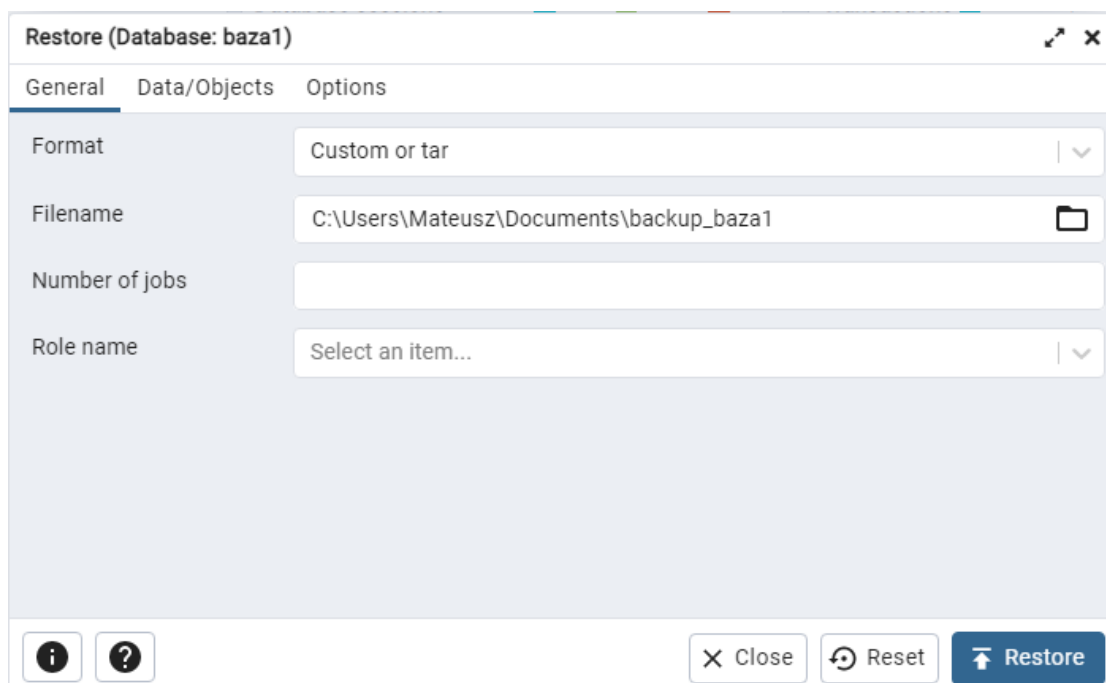 Restore (Database: baza1)
General Data/Objects Options
Format Custom or tar
Filename C:\Users\Mateusz\Documents\backup_baza1
Number of jobs
Role name Select an item...
Close Reset Restore